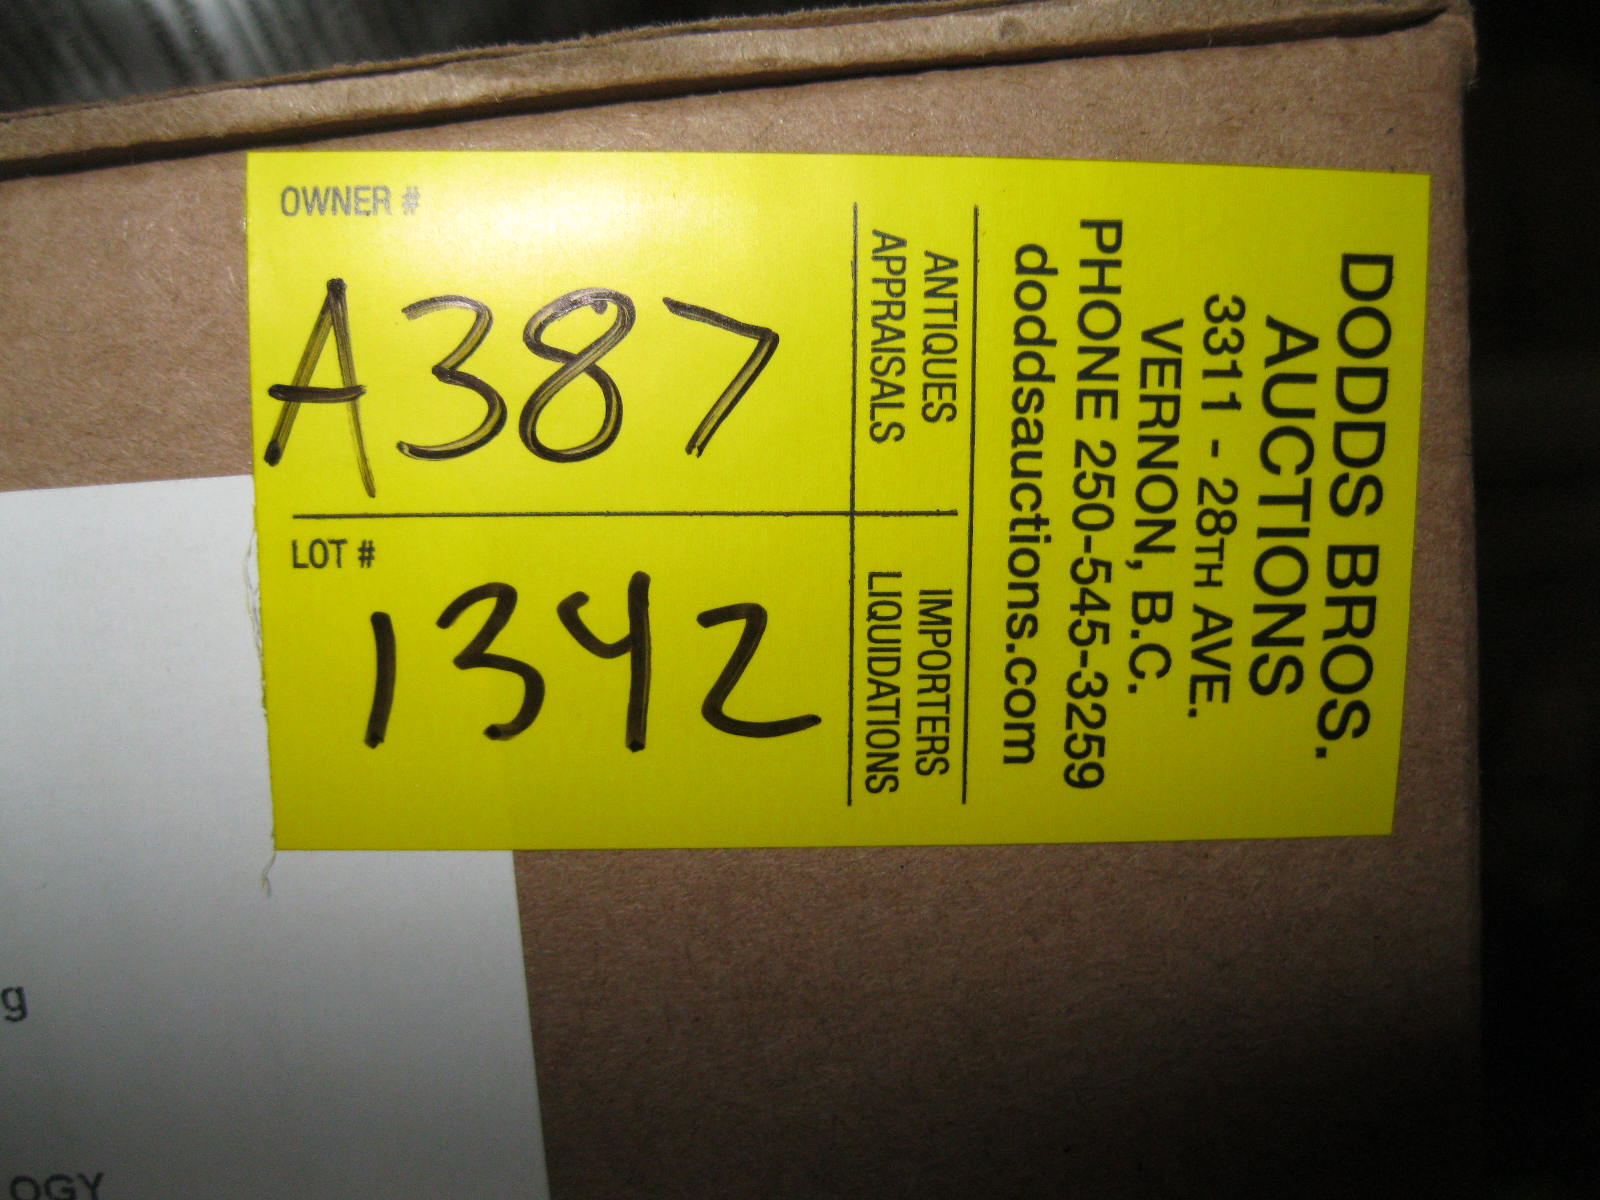 DODDS BROS.
AUCTIONS
3311 - 28TH AVE.
VERNON, B.C.
PHONE 250-545-3259
doddsauctions.com
ANTIQUES
APPRAISALS
IMPORTERS
LIQUIDATIONS
OWNER #
A387
LOT #
1342
g
OGY